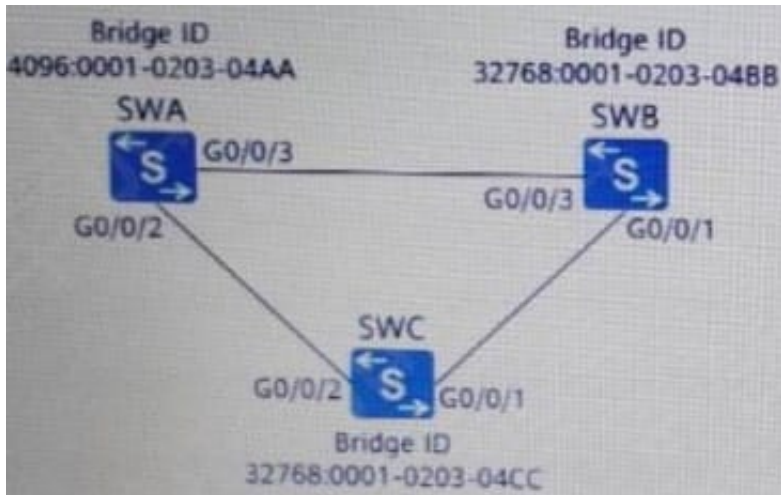 Bridge ID
4096:0001-0203-04AA
SWA
Bridge ID
32768:0001-0203-04BB
SWB
S
G0/0/3
G0/0/3
S
G0/0/2
G0/0/1
SWC
G0/0/2
S
G0/0/1
Bridge ID
32768:0001-0203-04CC